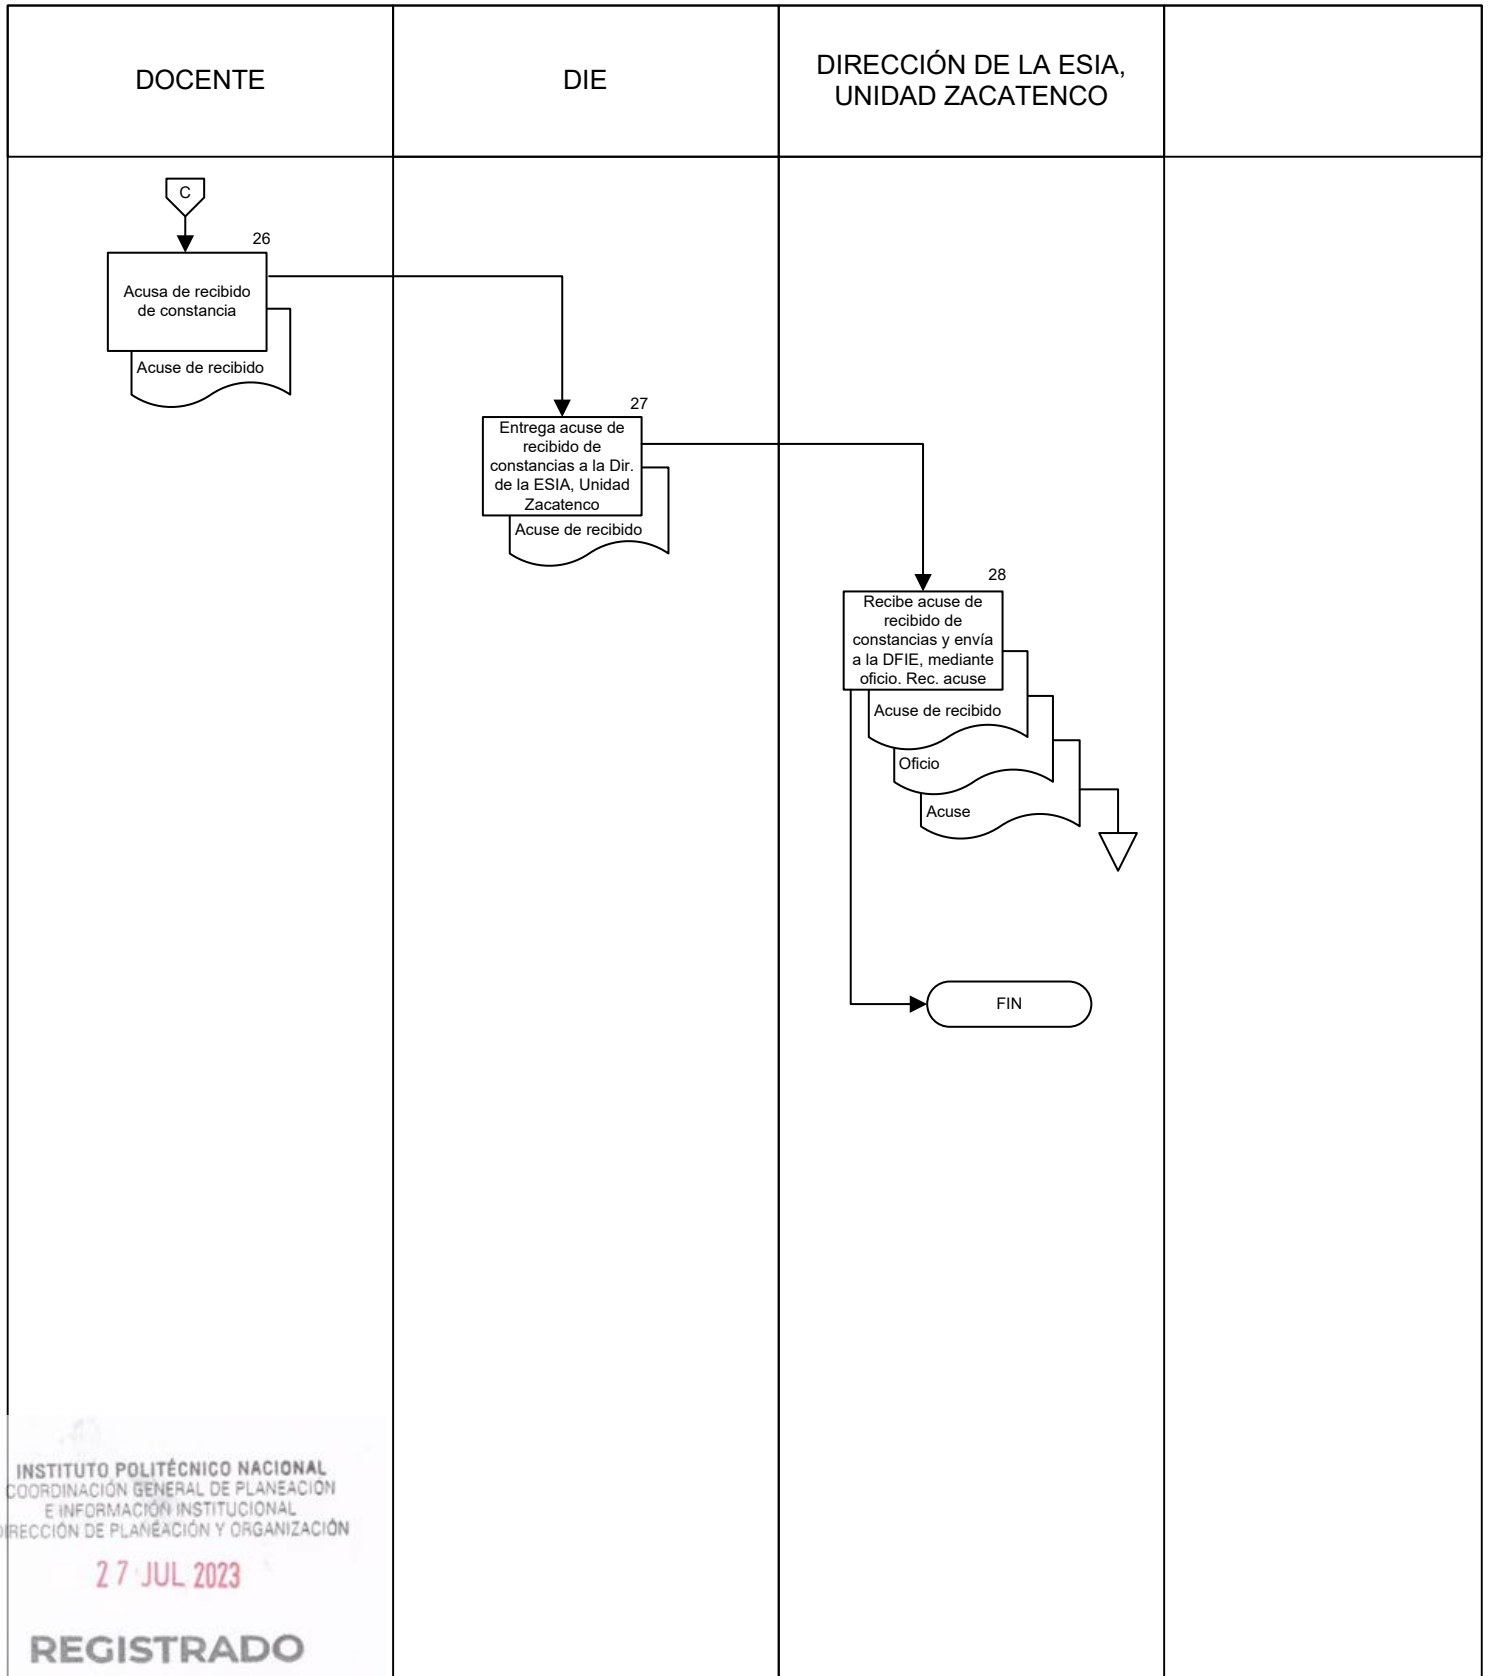 DOCENTE
DIE
DIRECCIÓN DE LA ESIA,
UNIDAD ZACATENCO
C
26
Acusa de recibido
de constancia
Acuse de recibido
27
Entrega acuse de
recibido de
constancias a la Dir.
de la ESIA, Unidad
Zacatenco
Acuse de recibido
28
Recibe acuse de
recibido de
constancias y envía
a la DFIE, mediante
oficio. Rec. acuse
Acuse de recibido
Oficio
Acuse
FIN
INSTITUTO POLITÉCNICO NACIONAL
COORDINACIÓN GENERAL DE PLANEACIÓN
E INFORMACIÓN INSTITUCIONAL
DIRECCIÓN DE PLANEACIÓN Y ORGANIZACIÓN
27 JUL 2023
REGISTRADO